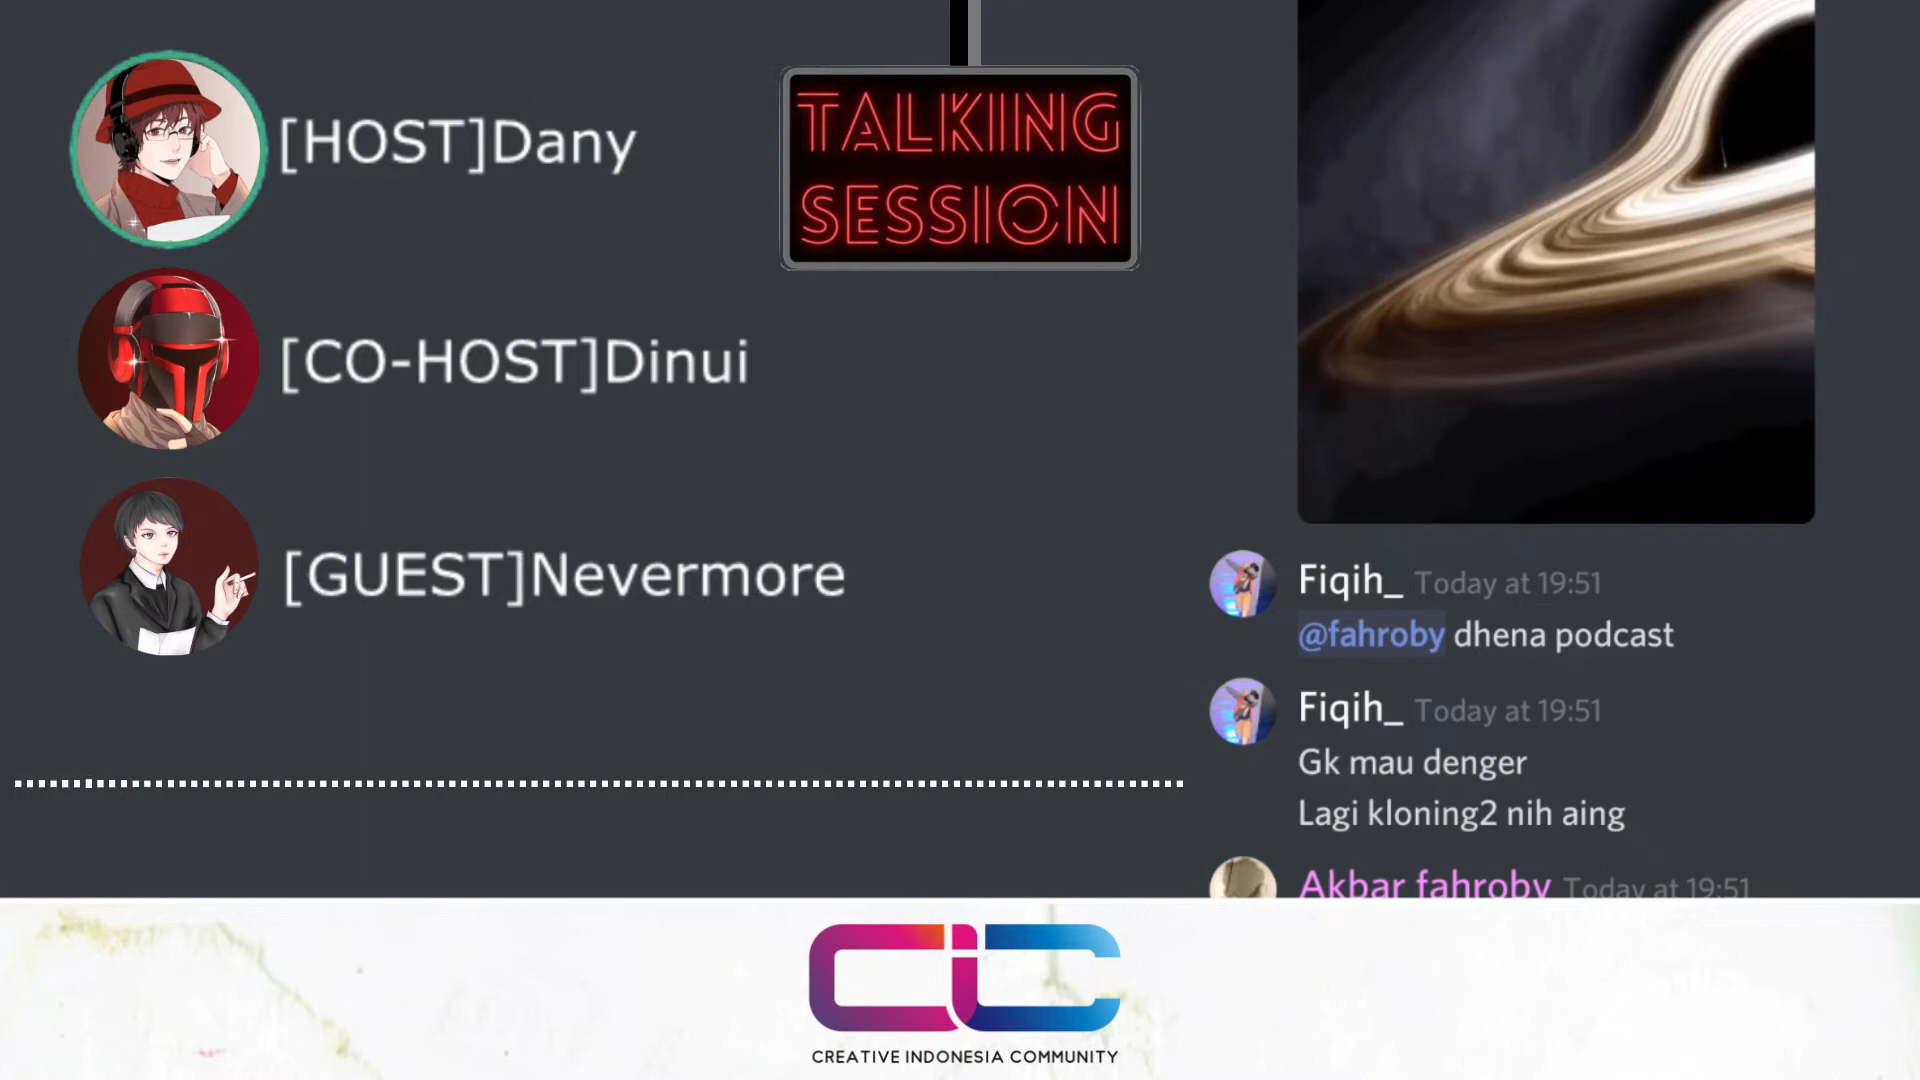 [HOST]Dany
TALKING
SESSION
[CO-HOST]Dinui
[GUEST]Nevermore
Fiqih_ Today at 19:51
@fahroby dhena podcast
Fiqih_ Today at 19:51
Gk mau denger
Lagi kloning2 nih aing
Akbar fahroby Today at 19:51
CiC
CREATIVE INDONESIA COMMUNITY